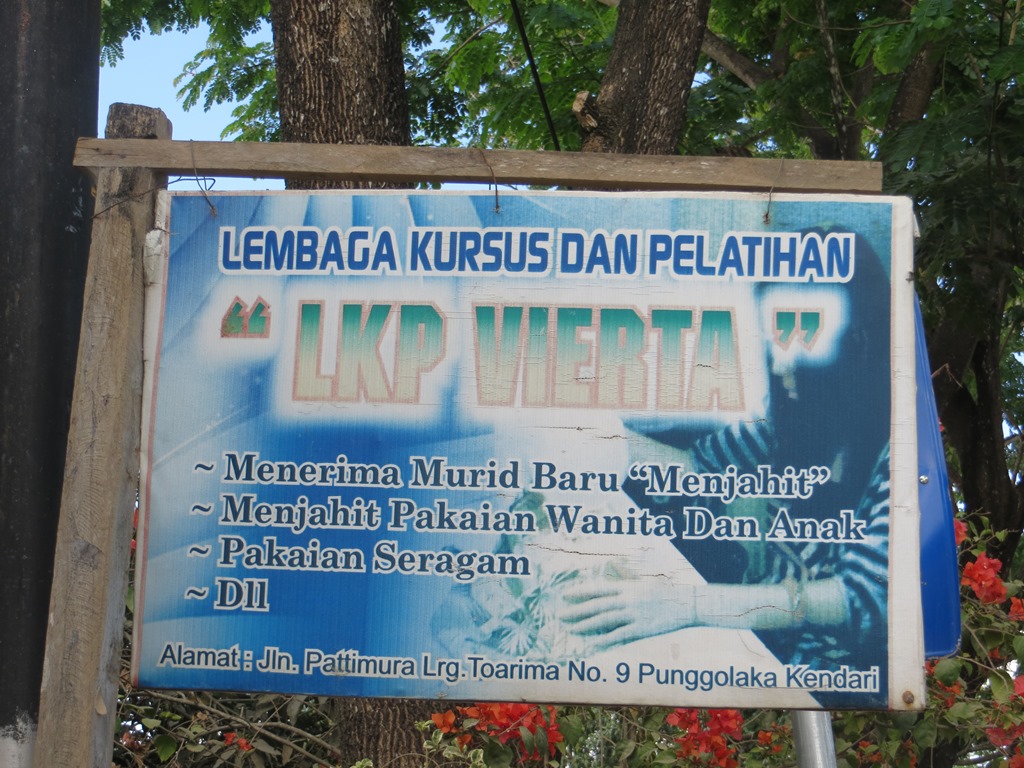 LEMBAGA KURSUS DAN PELATIHAN
“ LKP VIERTA ”
~ Menerima Murid Baru “Menjahit”
~ Menjahit Pakaian Wanita Dan Anak
~ Pakaian Seragam
~ Dll
Alamat : Jln. Pattimura Lrg.Toarima No. 9 Punggolaka Kendari